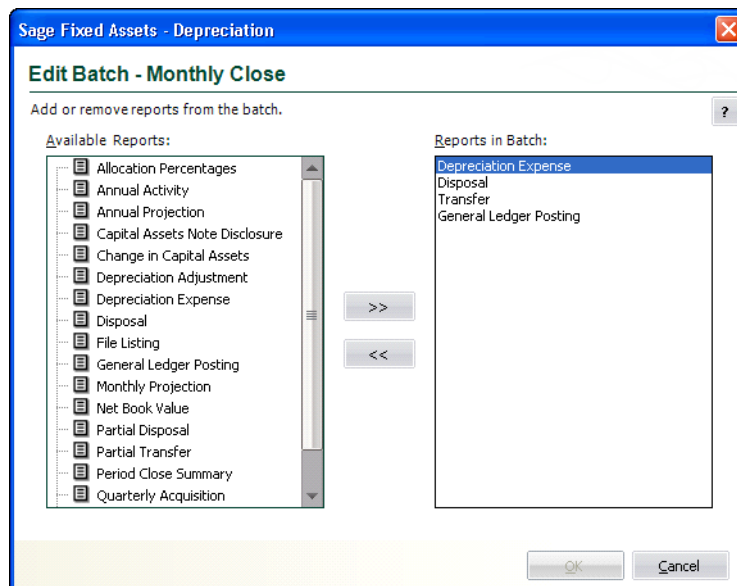 Sage Fixed Assets - Depreciation
Edit Batch - Monthly Close
Add or remove reports from the batch.
?
Available Reports:
Allocation Percentages
Annual Activity
Annual Projection
Capital Assets Note Disclosure
Change in Capital Assets
Depreciation Adjustment
Depreciation Expense
Disposal
File Listing
General Ledger Posting
Monthly Projection
Net Book Value
Partial Disposal
Partial Transfer
Period Close Summary
Quarterly Acquisition
>>
<<
Reports in Batch:
Depreciation Expense
Disposal
Transfer
General Ledger Posting
OK
Cancel